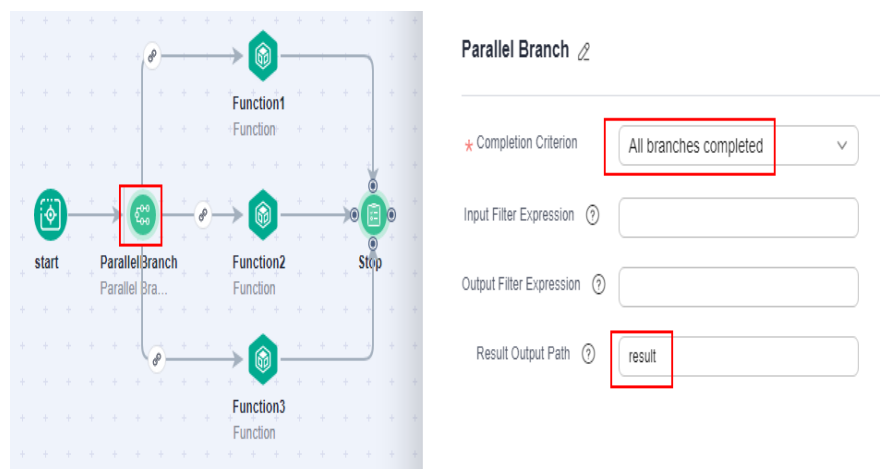 Function1
Function
start
ParallelBranch
Parallel Bra...
Function2
Function
Stop
Function3
Function
Parallel Branch
* Completion Criterion
All branches completed
Input Filter Expression ?
Output Filter Expression ?
Result Output Path ?
result